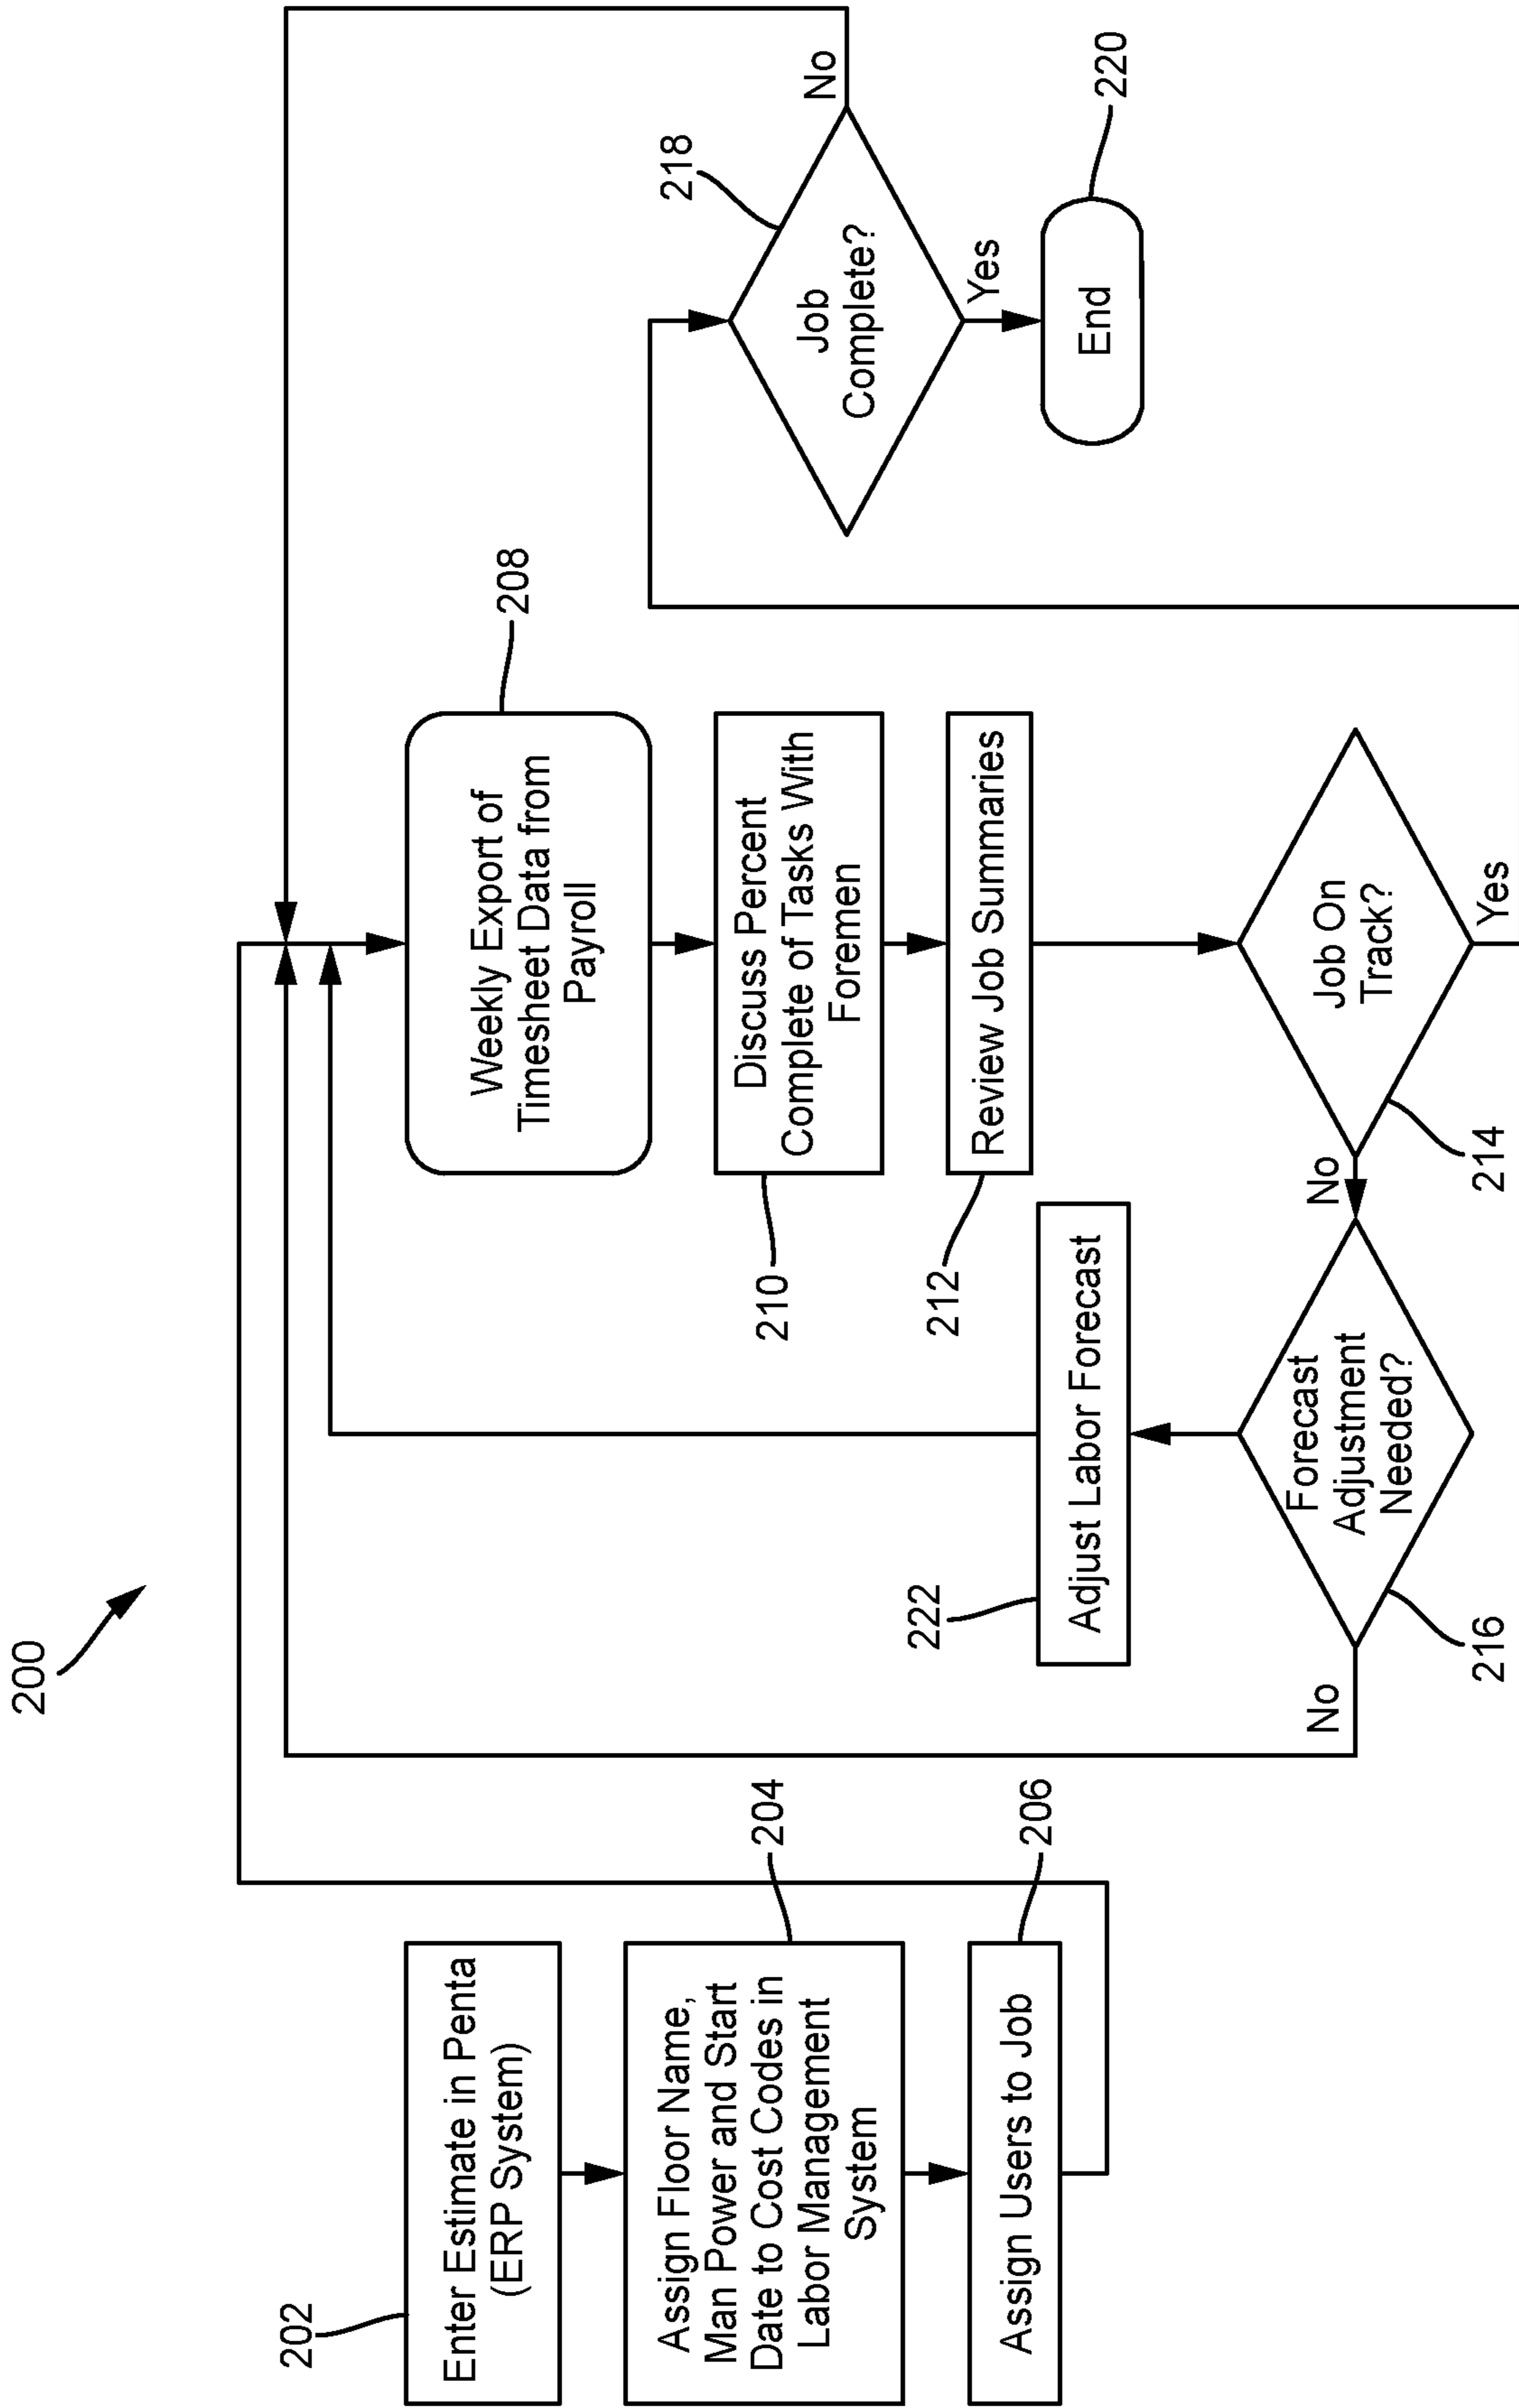 200
202
Enter Estimate in Penta
(ERP System)
Assign Floor Name,
Man Power and Start
Date to Cost Codes in
Labor Management
System
204
Assign Users to Job
206
Weekly Export of
Timesheet Data from
Payroll
208
Discuss Percent
Complete of Tasks With
Foremen
210
Review Job Summaries
212
Job On
Track?
214
No
Yes
Forecast
Adjustment
Needed?
216
No
Adjust Labor Forecast
222
Job
Complete?
218
No
Yes
End
220